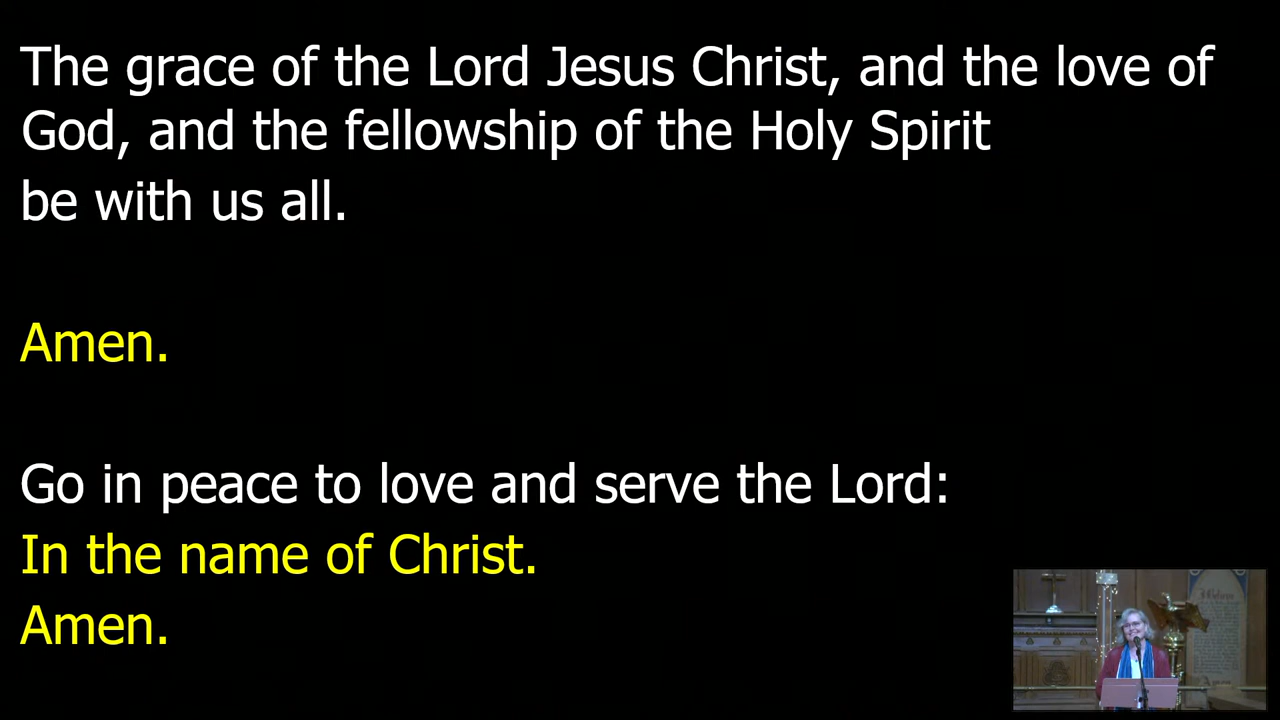 The grace of the Lord Jesus Christ, and the love of
God, and the fellowship of the Holy Spirit
be with us all.
Amen.
Go in peace to love and serve the Lord:
In the name of Christ.
Amen.